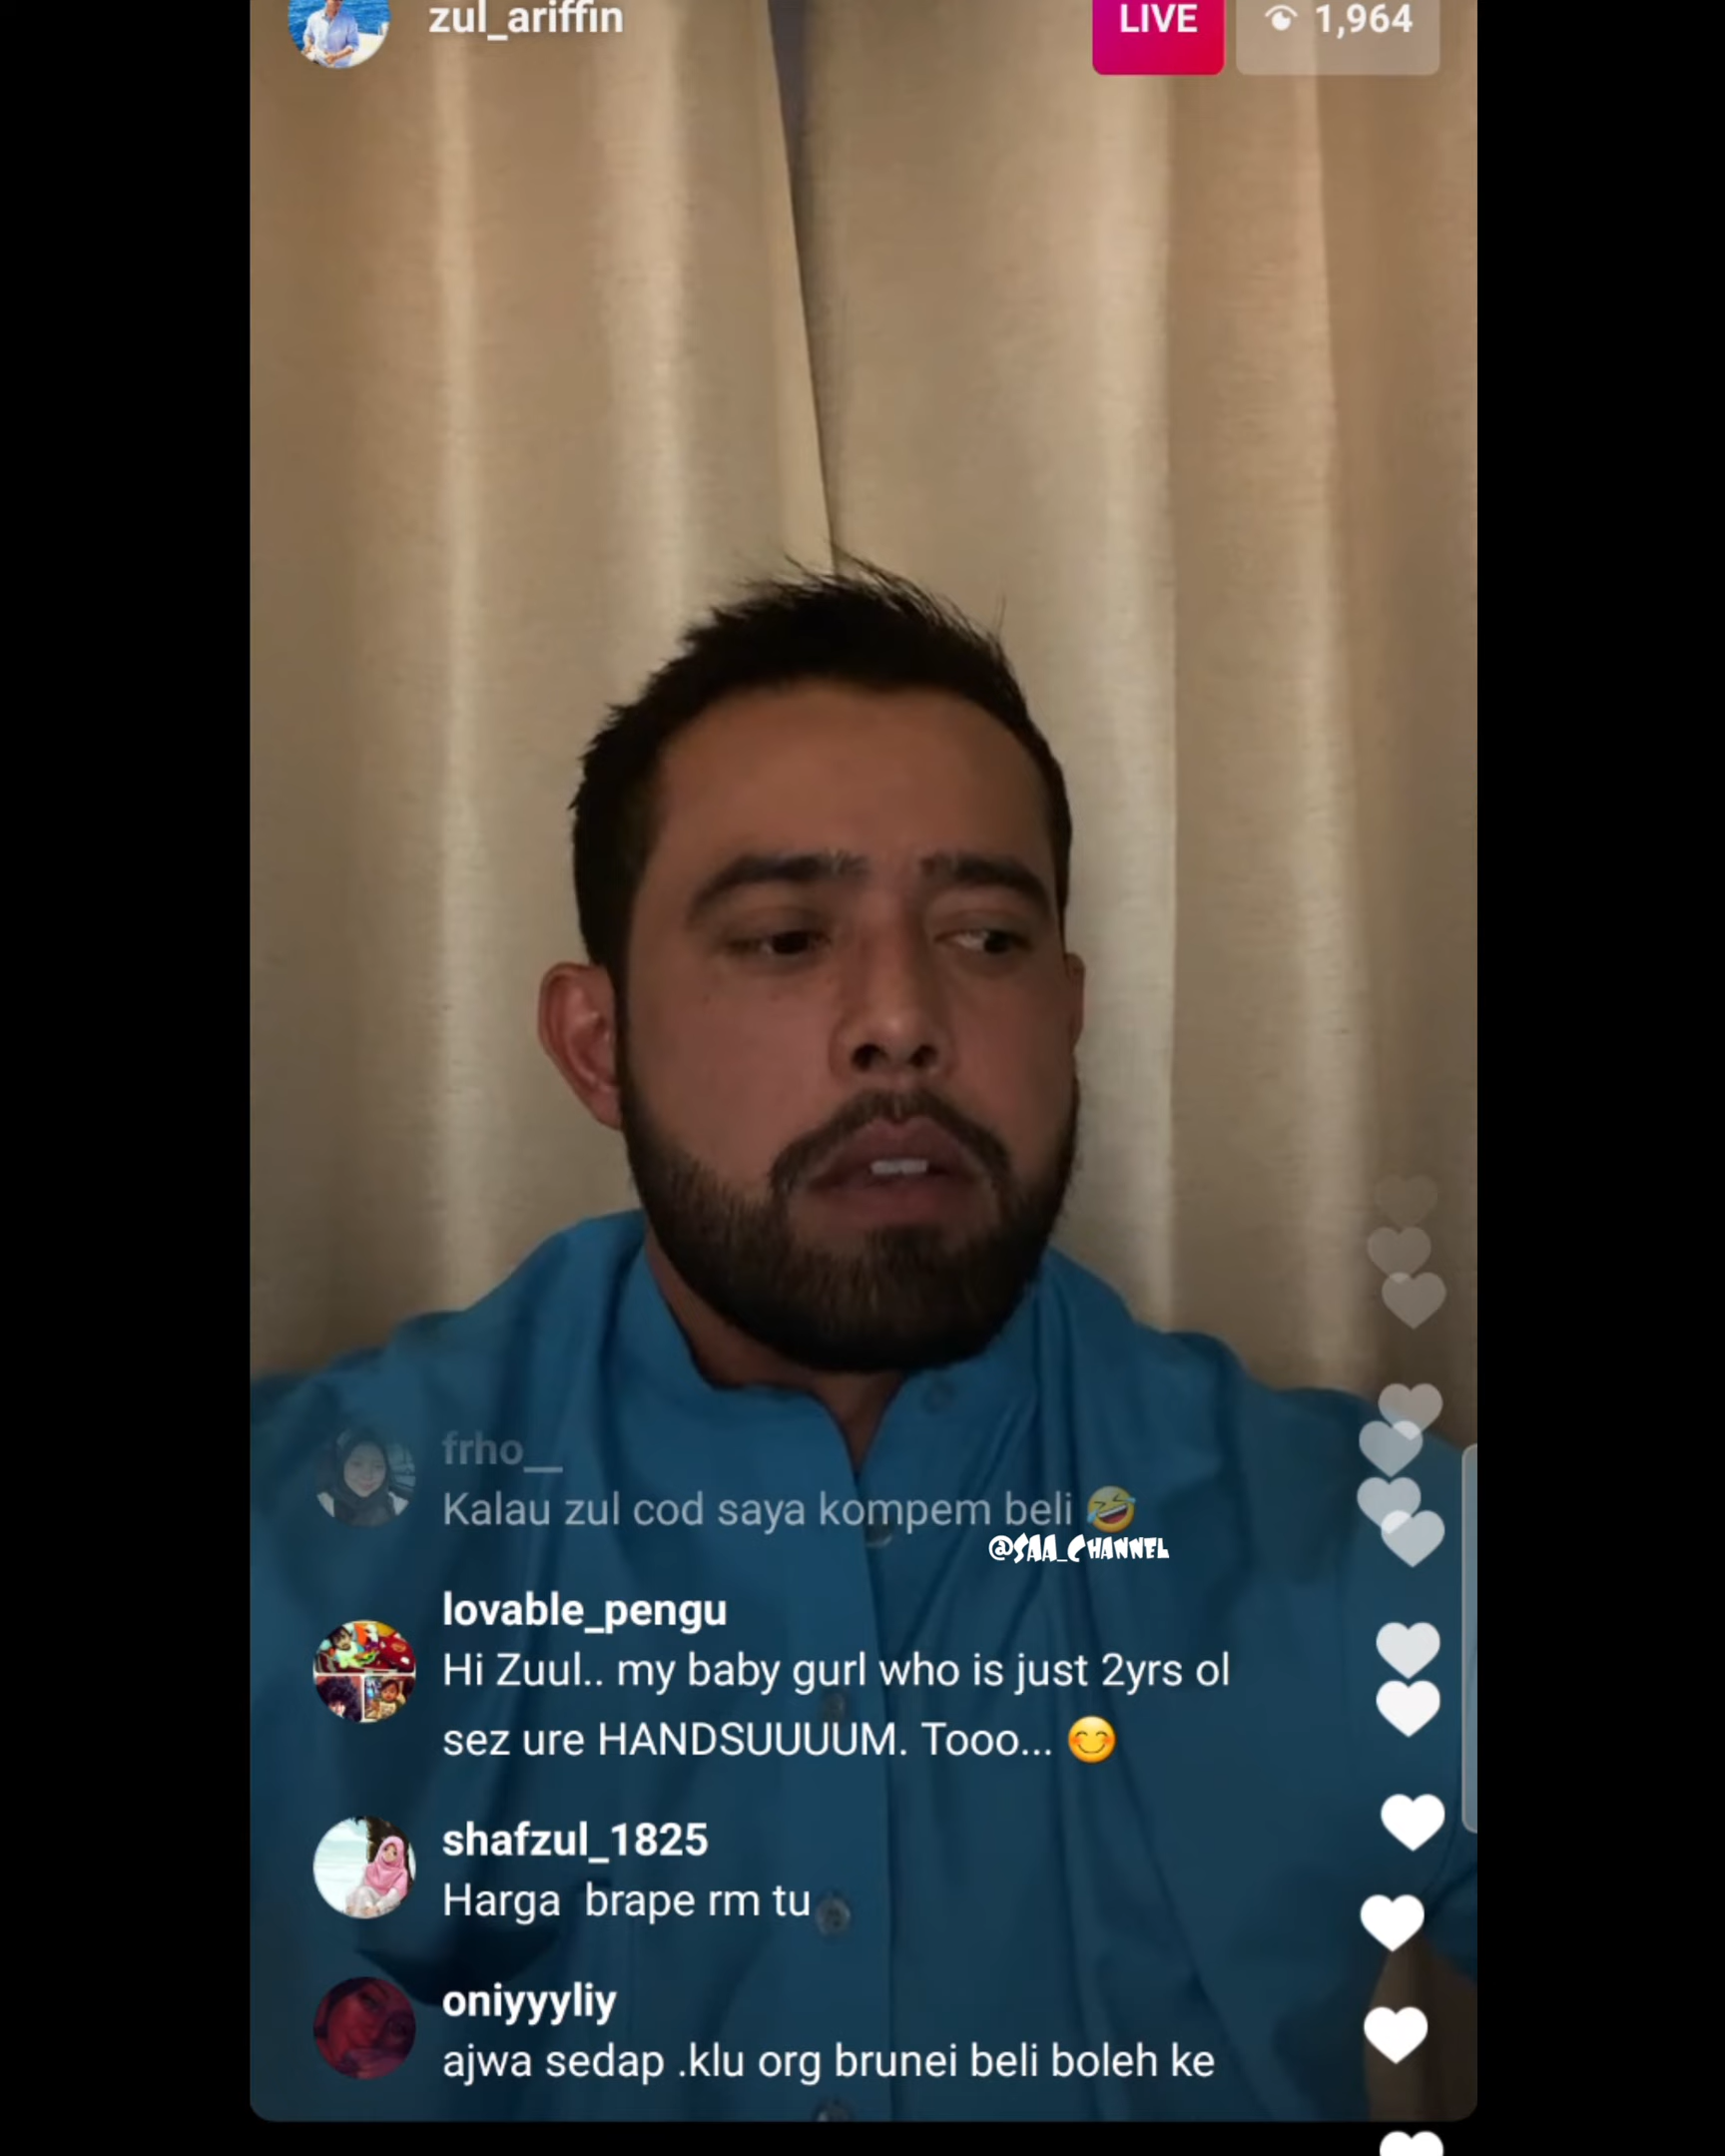 zul_ariffin
LIVE
1,964
frho__
Kalau zul cod saya kompem beli 🤣
@SAA_CHANNEL
lovable_pengu
Hi Zuul.. my baby gurl who is just 2yrs ol
sez ure HANDSUUUUM. Tooo... 😊
shafzul_1825
Harga  brape rm tu
oniyyyliy
ajwa sedap .klu org brunei beli boleh ke